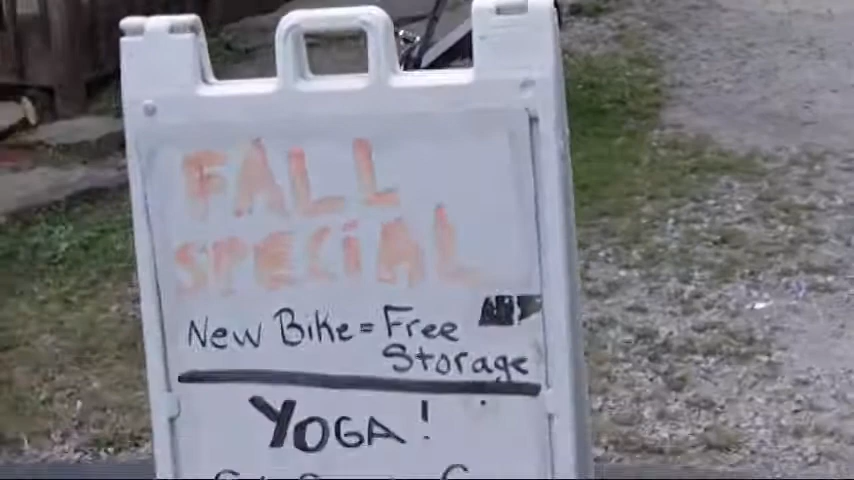 FALL
SPECIAL
New Bike = Free
Storage
YOGA!